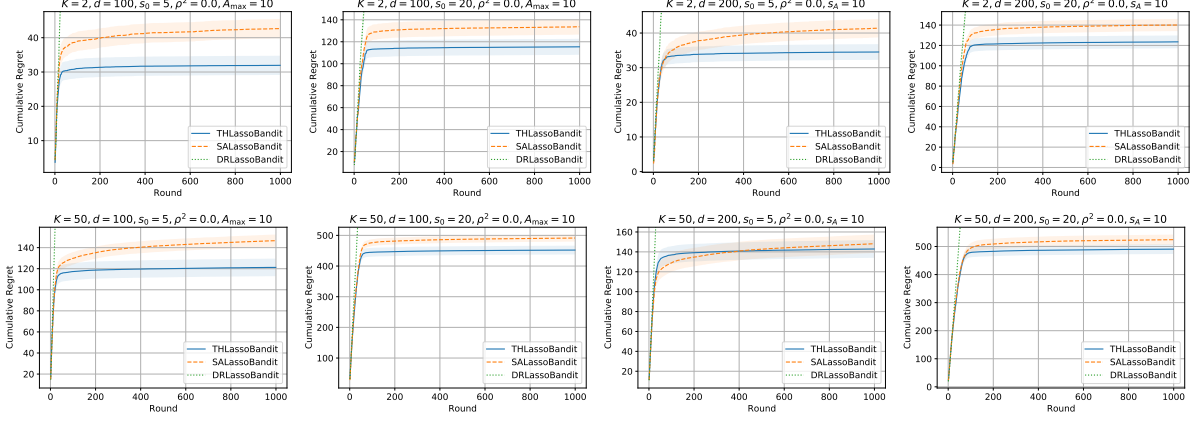 K = 2, d = 100, s₀ = 5, ρ² = 0.0, A_max = 10
Cumulative Regret
40
30
20
10
0 200 400 600 800 1000
Round
THLassoBandit
SALassoBandit
DRLassoBandit
K = 2, d = 100, s₀ = 20, ρ² = 0.0, A_max = 10
Cumulative Regret
160
140
120
100
80
60
40
20
0 200 400 600 800 1000
Round
THLassoBandit
SALassoBandit
DRLassoBandit
K = 2, d = 200, s₀ = 5, ρ² = 0.0, s_A = 10
Cumulative Regret
40
30
20
10
0
0 200 400 600 800 1000
Round
THLassoBandit
SALassoBandit
DRLassoBandit
K = 2, d = 200, s₀ = 20, ρ² = 0.0, s_A = 10
Cumulative Regret
140
120
100
80
60
40
20
0
0 200 400 600 800 1000
Round
THLassoBandit
SALassoBandit
DRLassoBandit
K = 50, d = 100, s₀ = 5, ρ² = 0.0, A_max = 10
Cumulative Regret
140
120
100
80
60
40
20
0 200 400 600 800 1000
Round
THLassoBandit
SALassoBandit
DRLassoBandit
K = 50, d = 100, s₀ = 20, ρ² = 0.0, A_max = 10
Cumulative Regret
500
400
300
200
100
0 200 400 600 800 1000
Round
THLassoBandit
SALassoBandit
DRLassoBandit
K = 50, d = 200, s₀ = 5, ρ² = 0.0, s_A = 10
Cumulative Regret
160
140
120
100
80
60
40
20
0 200 400 600 800 1000
Round
THLassoBandit
SALassoBandit
DRLassoBandit
K = 50, d = 200, s₀ = 20, ρ² = 0.0, s_A = 10
Cumulative Regret
500
400
300
200
100
0
0 200 400 600 800 1000
Round
THLassoBandit
SALassoBandit
DRLassoBandit